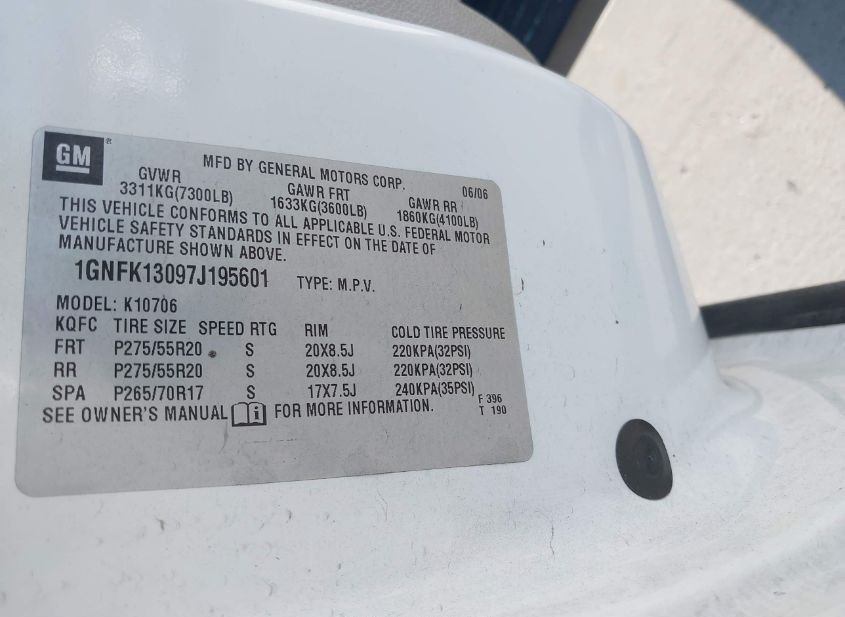 GM ®
MFD BY GENERAL MOTORS CORP. 06/06
GVWR GAWR FRT GAWR RR
3311KG(7300LB) 1633KG(3600LB) 1860KG(4100LB)
THIS VEHICLE CONFORMS TO ALL APPLICABLE U.S. FEDERAL MOTOR
VEHICLE SAFETY STANDARDS IN EFFECT ON THE DATE OF
MANUFACTURE SHOWN ABOVE.
1GNFK13097J195601 TYPE: M.P.V.
MODEL: K10706
KQFC TIRE SIZE SPEED RTG RIM COLD TIRE PRESSURE
FRT P275/55R20 S 20X8.5J 220KPA(32PSI)
RR P275/55R20 S 20X8.5J 220KPA(32PSI)
SPA P265/70R17 S 17X7.5J 240KPA(35PSI)
SEE OWNER'S MANUAL i FOR MORE INFORMATION.
F 396
T 190